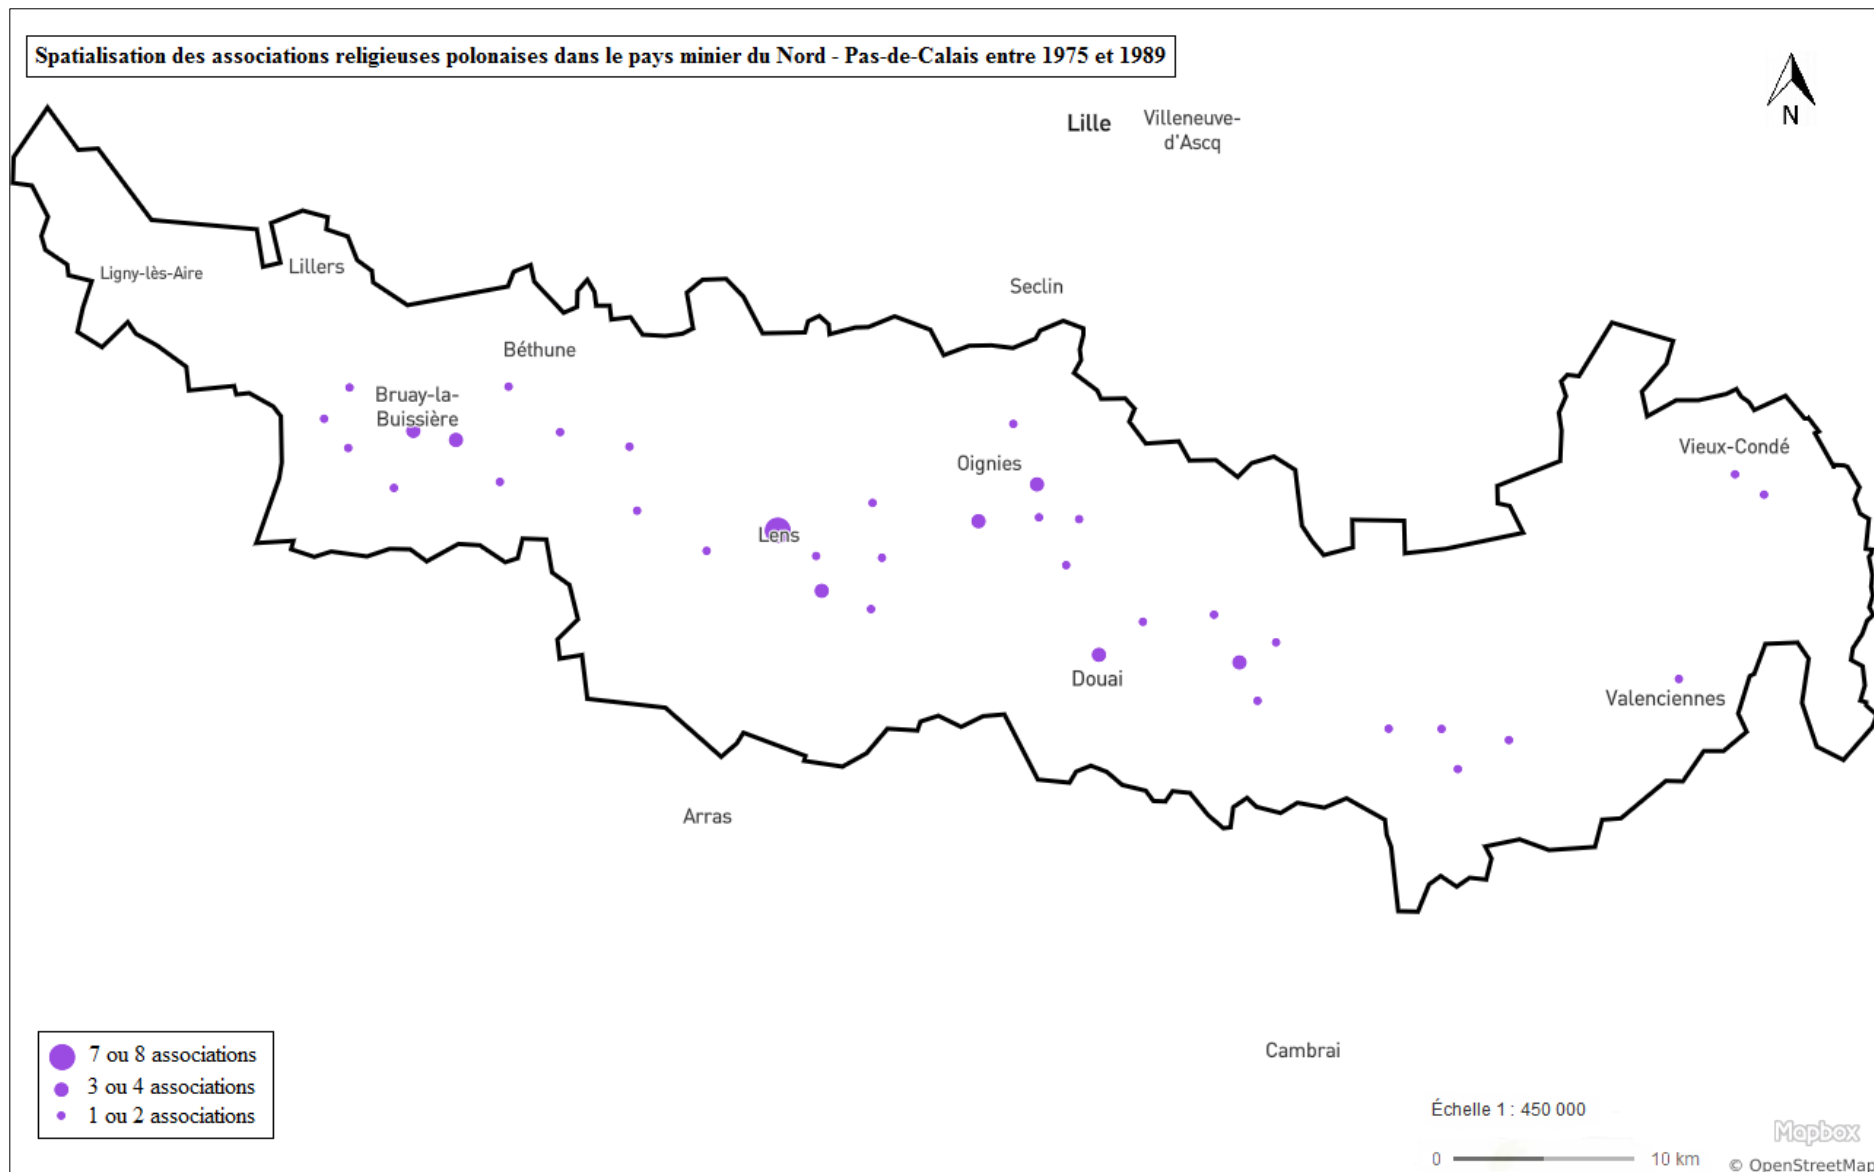 Spatialisation des associations religieuses polonaises dans le pays minier du Nord - Pas-de-Calais entre 1975 et 1989
N
Lille
Villeneuve-
d'Ascq
Ligny-lès-Aire
Lillers
Seclin
Béthune
Bruay-la-
Buissière
Vieux-Condé
Oignies
Lens
Douai
Valenciennes
Arras
Cambrai
7 ou 8 associations
3 ou 4 associations
1 ou 2 associations
Échelle 1 : 450 000
0 10 km
Mapbox
© OpenStreetMap